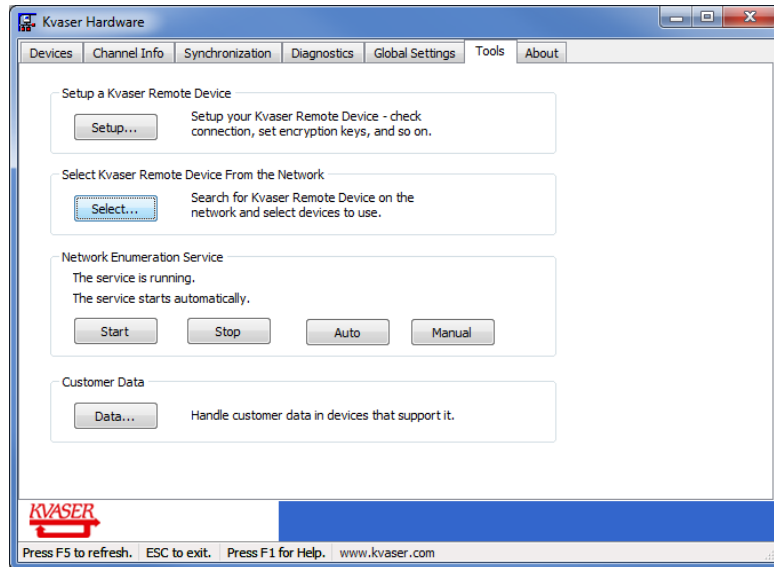 Kvaser Hardware
Devices Channel Info Synchronization Diagnostics Global Settings Tools About
Setup a Kvaser Remote Device
Setup...
Setup your Kvaser Remote Device - check
connection, set encryption keys, and so on.
Select Kvaser Remote Device From the Network
Select...
Search for Kvaser Remote Device on the
network and select devices to use.
Network Enumeration Service
The service is running.
The service starts automatically.
Start Stop Auto Manual
Customer Data
Data... Handle customer data in devices that support it.
KVASER
Press F5 to refresh. ESC to exit. Press F1 for Help. www.kvaser.com